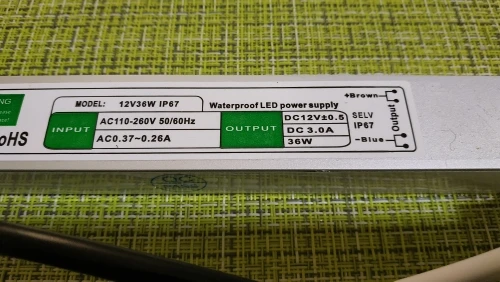 NG
MODEL: 12V36W IP67
Waterproof LED power supply
INPUT
AC110-260V 50/60Hz
AC0.37~0.26A
OUTPUT
DC12V±0.5
DC 3.0A
36W
SELV
IP67
+Brown
−Blue
Output
oHS